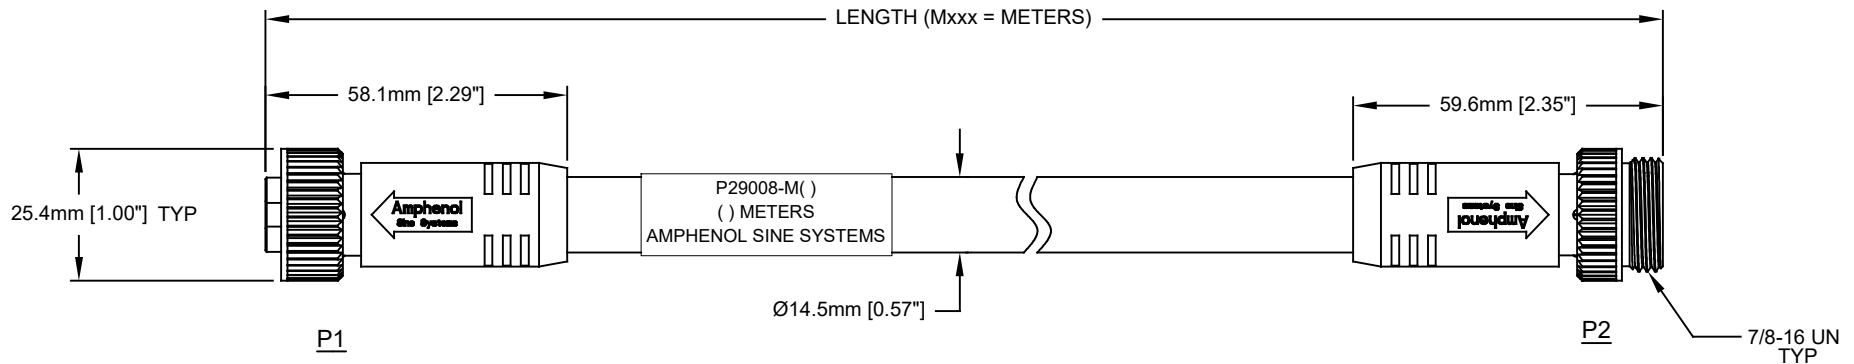 LENGTH (Mxxx = METERS)
58.1mm [2.29"]
59.6mm [2.35"]
25.4mm [1.00"] TYP
Amphenol
Sine Systems
P29008-M( )
( ) METERS
AMPHENOL SINE SYSTEMS
Amphenol
Sine Systems
Ø14.5mm [0.57"]
P1
P2
7/8-16 UN
TYP